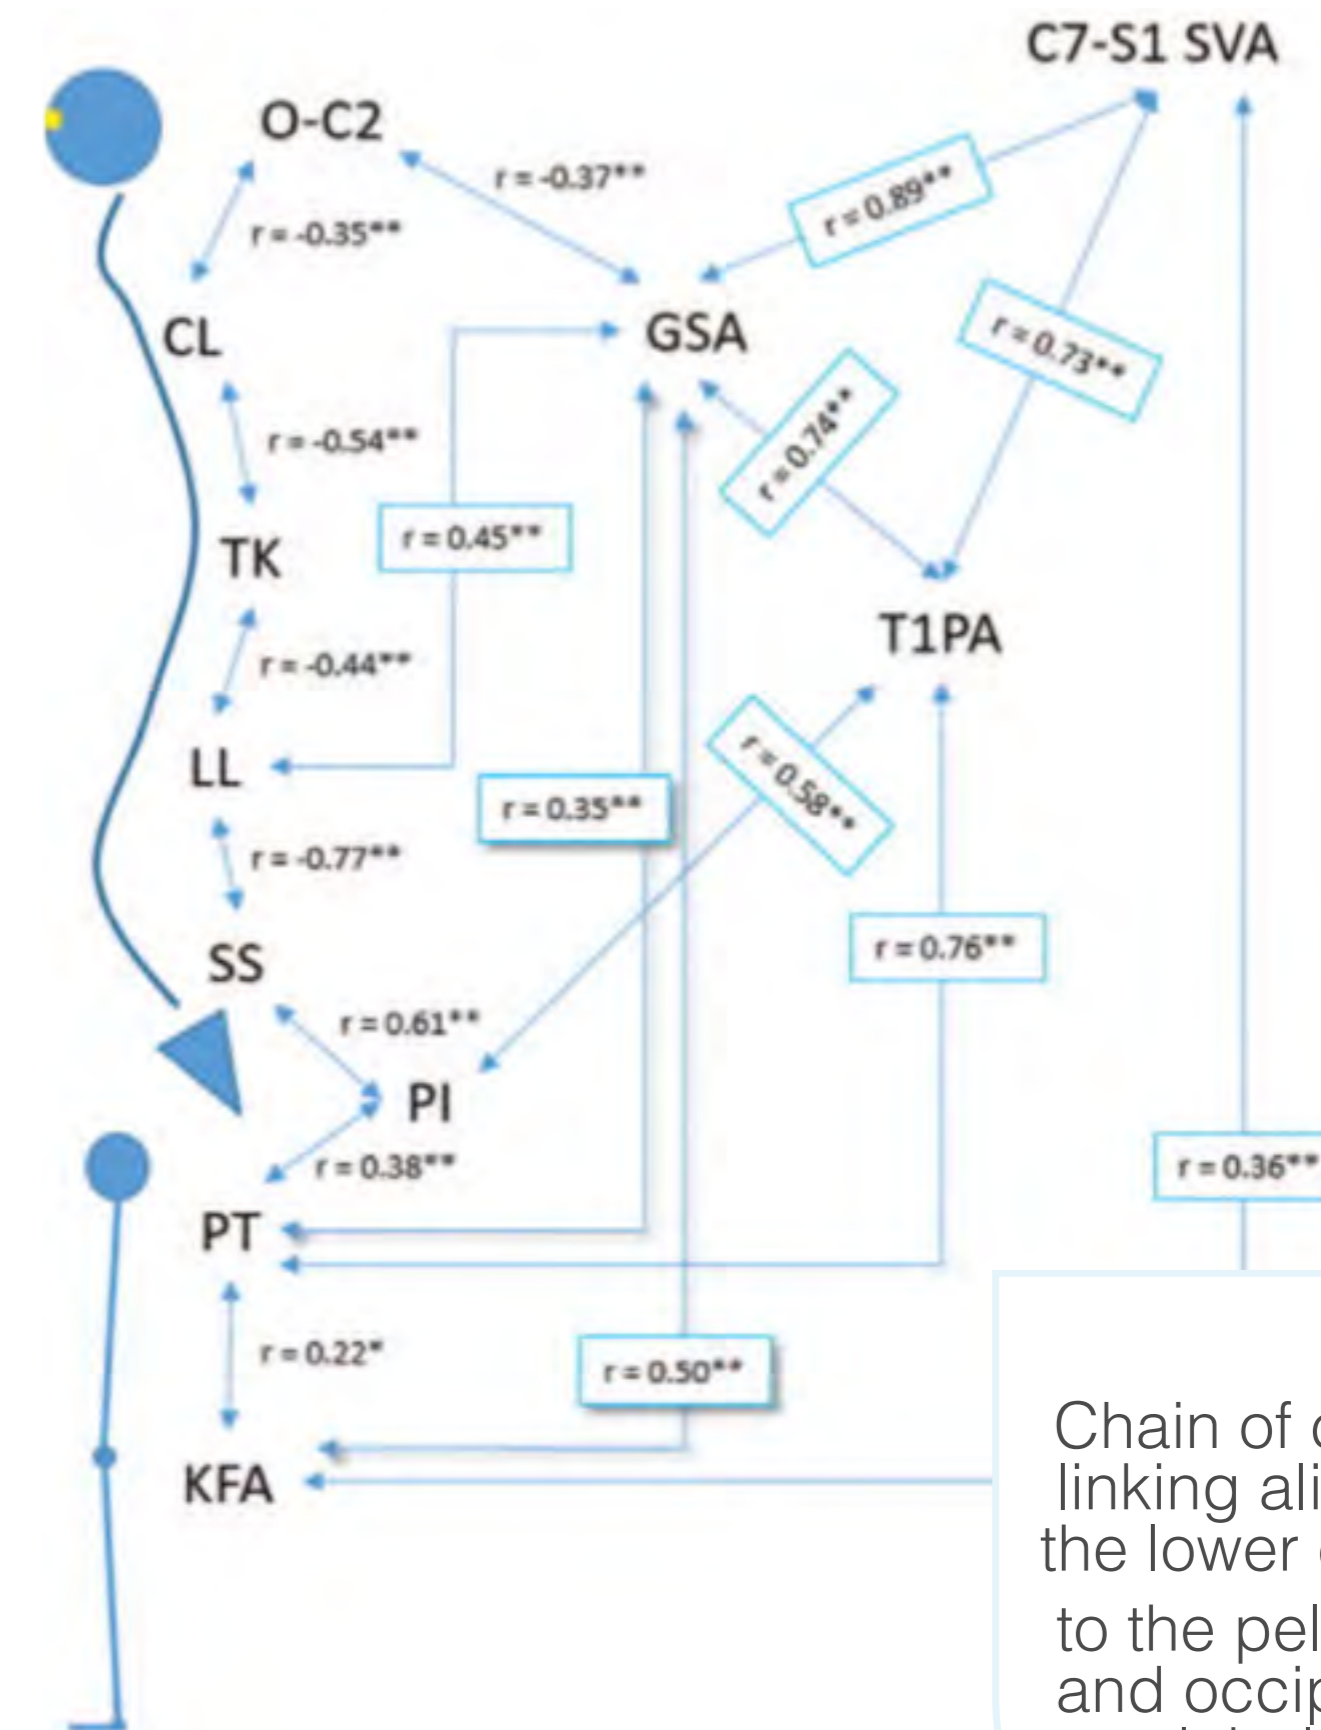 C7-S1 SVA
O-C2
r = -0.37**
r = 0.89**
r = -0.35**
CL
GSA
r = 0.73**
r = 0.74**
r = -0.54**
r = 0.45**
TK
T1PA
r = -0.44**
LL
r = 0.58**
r = 0.35**
r = -0.77**
r = 0.76**
SS
r = 0.61**
PI
r = 0.38**
r = 0.36**
PT
r = 0.22*
r = 0.50**
KFA
Chain of
linking ali
the lower
to the pel
and occip